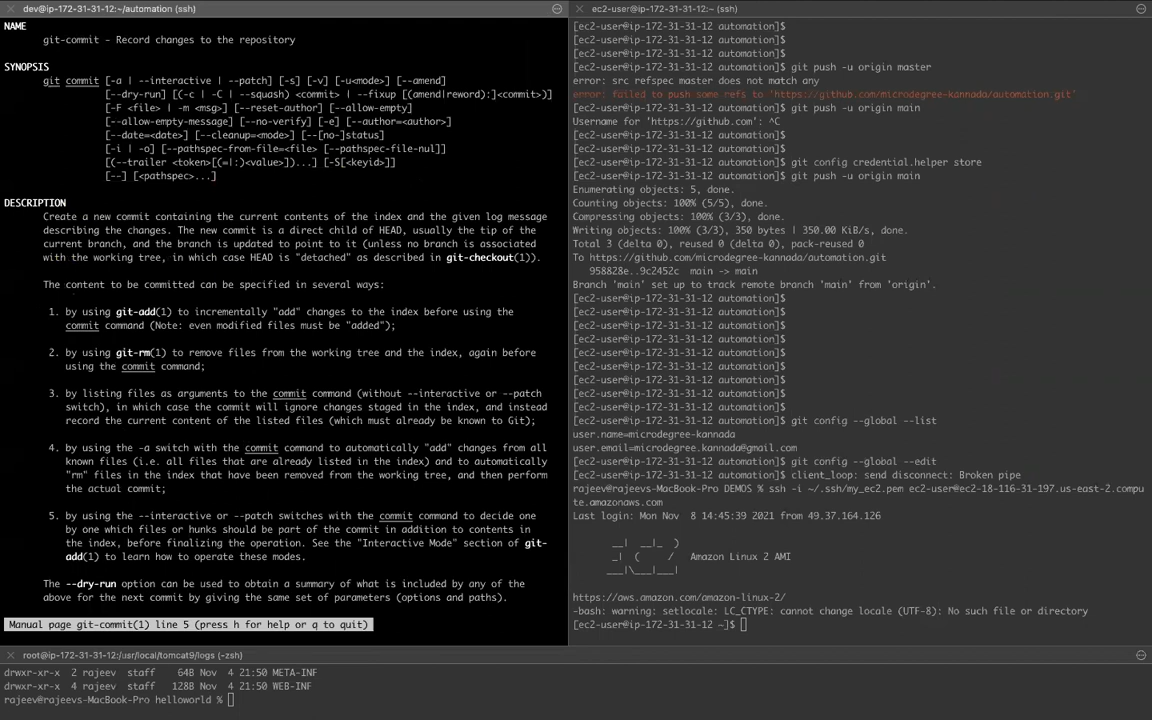 dev@ip-172-31-31-12:~/automation (ssh)
NAME
git-commit - Record changes to the repository
SYNOPSIS
git commit [-a | --interactive | --patch] [-s] [-v] [-u<mode>] [--amend]
[--dry-run] [(-c | -C | --squash) <commit> | --fixup [(amend|reword):]<commit>)]
[-F <file> | -m <msg>] [--reset-author] [--allow-empty]
[--allow-empty-message] [--no-verify] [-e] [--author=<author>]
[--date=<date>] [--cleanup=<mode>] [--[no-]status]
[-i | -o] [--pathspec-from-file=<file> [--pathspec-file-nul]]
[(--trailer <token>[(=|:)<value>])...] [-S[<keyid>]]
[--] [<pathspec>...]
DESCRIPTION
Create a new commit containing the current contents of the index and the given log message
describing the changes. The new commit is a direct child of HEAD, usually the tip of the
current branch, and the branch is updated to point to it (unless no branch is associated
with the working tree, in which case HEAD is "detached" as described in git-checkout(1)).
The content to be committed can be specified in several ways:
1. by using git-add(1) to incrementally "add" changes to the index before using the
commit command (Note: even modified files must be "added");
2. by using git-rm(1) to remove files from the working tree and the index, again before
using the commit command;
3. by listing files as arguments to the commit command (without --interactive or --patch
switch), in which case the commit will ignore changes staged in the index, and instead
record the current content of the listed files (which must already be known to Git);
4. by using the -a switch with the commit command to automatically "add" changes from all
known files (i.e. all files that are already listed in the index) and to automatically
"rm" files in the index that have been removed from the working tree, and then perform
the actual commit;
5. by using the --interactive or --patch switches with the commit command to decide one
by one which files or hunks should be part of the commit in addition to contents in
the index, before finalizing the operation. See the "Interactive Mode" section of git-
add(1) to learn how to operate these modes.
The --dry-run option can be used to obtain a summary of what is included by any of the
above for the next commit by giving the same set of parameters (options and paths).
Manual page git-commit(1) line 5 (press h for help or q to quit)
ec2-user@ip-172-31-31-12:~ (ssh)
[ec2-user@ip-172-31-31-12 automation]$
[ec2-user@ip-172-31-31-12 automation]$
[ec2-user@ip-172-31-31-12 automation]$
[ec2-user@ip-172-31-31-12 automation]$ git push -u origin master
error: src refspec master does not match any
error: failed to push some refs to 'https://github.com/microdegree-kannada/automation.git'
[ec2-user@ip-172-31-31-12 automation]$ git push -u origin main
Username for 'https://github.com': ^C
[ec2-user@ip-172-31-31-12 automation]$
[ec2-user@ip-172-31-31-12 automation]$
[ec2-user@ip-172-31-31-12 automation]$ git config credential.helper store
[ec2-user@ip-172-31-31-12 automation]$ git push -u origin main
Enumerating objects: 5, done.
Counting objects: 100% (5/5), done.
Compressing objects: 100% (3/3), done.
Writing objects: 100% (3/3), 350 bytes | 350.00 KiB/s, done.
Total 3 (delta 0), reused 0 (delta 0), pack-reused 0
To https://github.com/microdegree-kannada/automation.git
958828e..9c2452c  main -> main
Branch 'main' set up to track remote branch 'main' from 'origin'.
[ec2-user@ip-172-31-31-12 automation]$
[ec2-user@ip-172-31-31-12 automation]$
[ec2-user@ip-172-31-31-12 automation]$
[ec2-user@ip-172-31-31-12 automation]$
[ec2-user@ip-172-31-31-12 automation]$
[ec2-user@ip-172-31-31-12 automation]$
[ec2-user@ip-172-31-31-12 automation]$
[ec2-user@ip-172-31-31-12 automation]$
[ec2-user@ip-172-31-31-12 automation]$
[ec2-user@ip-172-31-31-12 automation]$ git config --global --list
user.name=microdegree-kannada
user.email=microdegree.kannada@gmail.com
[ec2-user@ip-172-31-31-12 automation]$ git config --global --edit
[ec2-user@ip-172-31-31-12 automation]$ client_loop: send disconnect: Broken pipe
rajeev@rajeevs-MacBook-Pro DEMOS % ssh -i ~/.ssh/my_ec2.pem ec2-user@ec2-18-116-31-197.us-east-2.compu
te.amazonaws.com
Last login: Mon Nov  8 14:45:39 2021 from 49.37.164.126
__|  __|_  )
_|  (     /   Amazon Linux 2 AMI
___|\___|___|
https://aws.amazon.com/amazon-linux-2/
-bash: warning: setlocale: LC_CTYPE: cannot change locale (UTF-8): No such file or directory
[ec2-user@ip-172-31-31-12 ~]$
root@ip-172-31-31-12:/usr/local/tomcat9/logs (-zsh)
drwxr-xr-x  2 rajeev  staff   64B Nov  4 21:50 META-INF
drwxr-xr-x  4 rajeev  staff  128B Nov  4 21:50 WEB-INF
rajeev@rajeevs-MacBook-Pro helloworld %